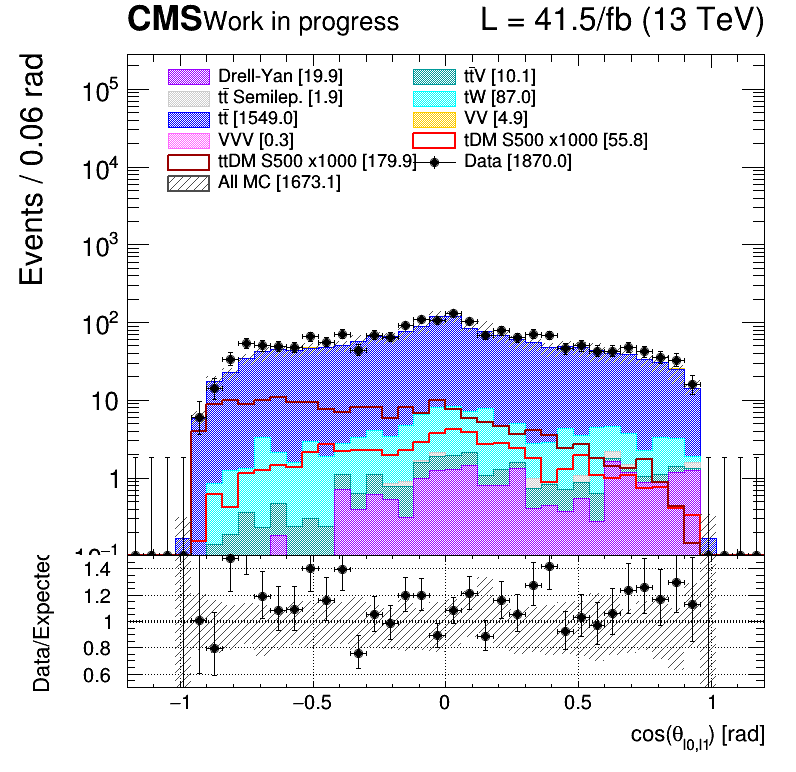 CMS Work in progress L = 41.5/fb (13 TeV)
Events / 0.06 rad
Drell-Yan [19.9] tt̄V [10.1]
tt̄ Semilep. [1.9] tW [87.0]
tt̄ [1549.0] VV [4.9]
VVV [0.3] tDM S500 x1000 [55.8]
ttDM S500 x1000 [179.9] Data [1870.0]
All MC [1673.1]
10⁵
10⁴
10³
10²
10
1
10⁻¹
Data/Expected
1.4
1.2
1
0.8
0.6
−1 −0.5 0 0.5 1
cos(θ_l0,l1) [rad]